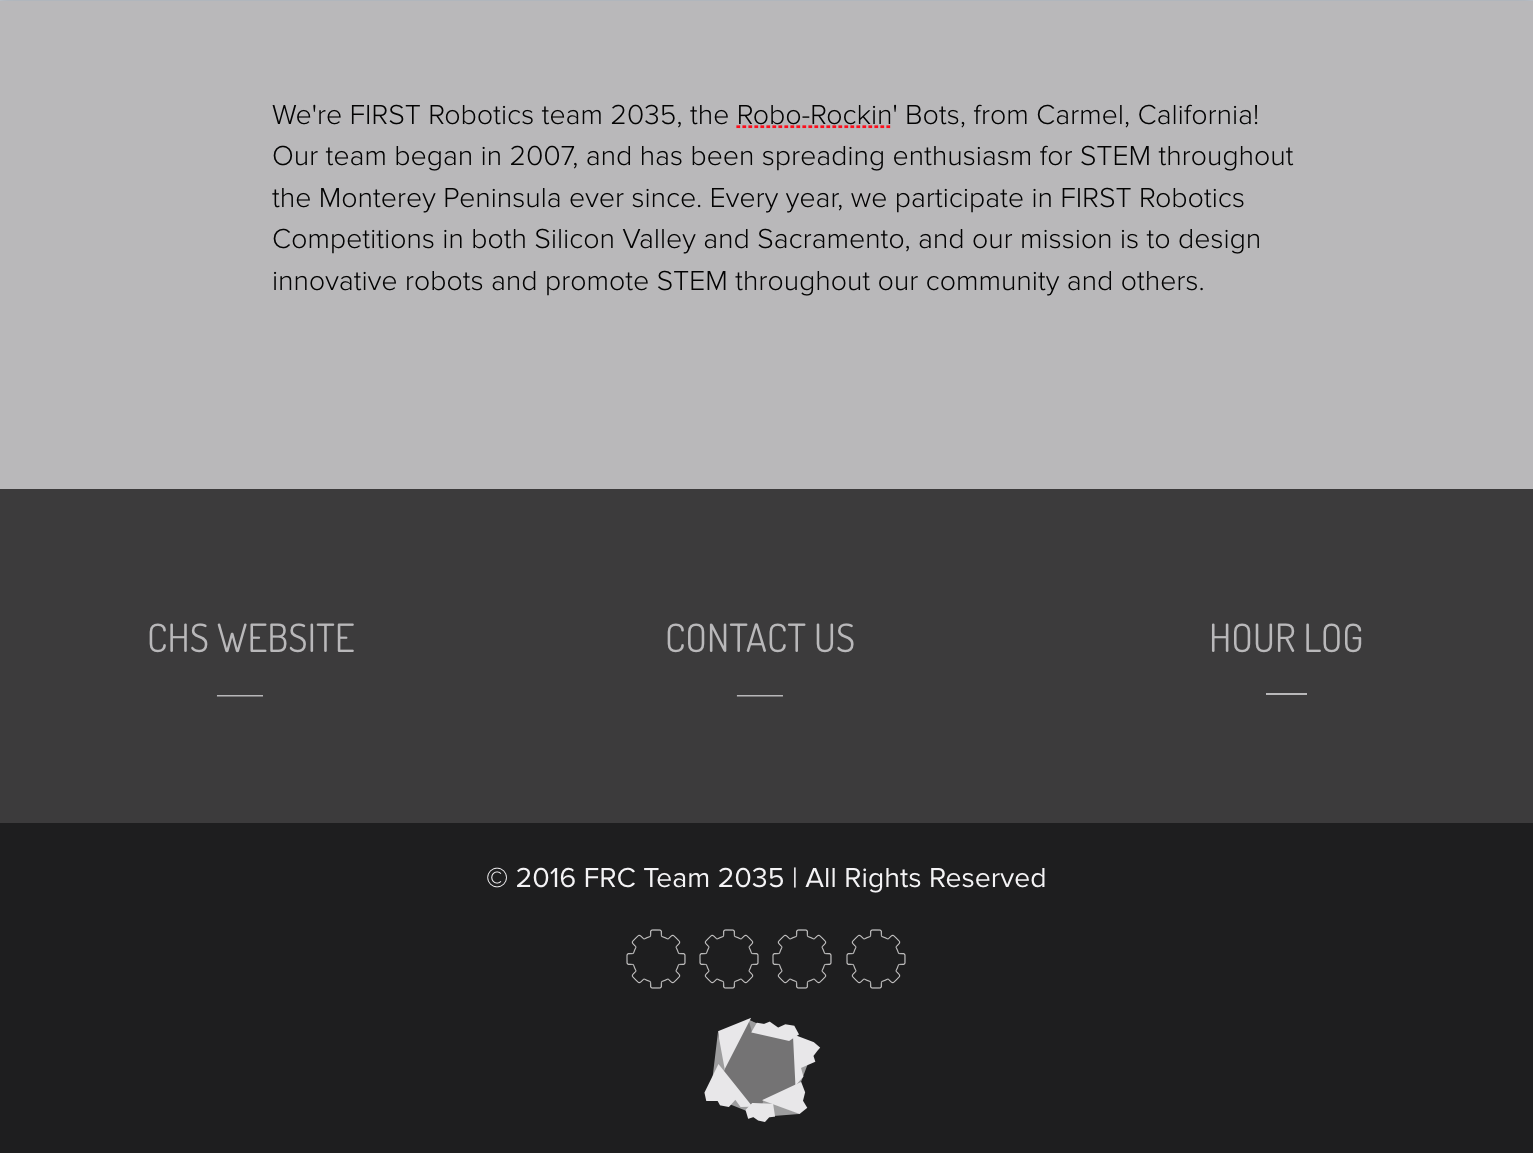 We're FIRST Robotics team 2035, the Robo-Rockin' Bots, from Carmel, California!
Our team began in 2007, and has been spreading enthusiasm for STEM throughout
the Monterey Peninsula ever since. Every year, we participate in FIRST Robotics
Competitions in both Silicon Valley and Sacramento, and our mission is to design
innovative robots and promote STEM throughout our community and others.
CHS WEBSITE
CONTACT US
HOUR LOG
© 2016 FRC Team 2035 | All Rights Reserved